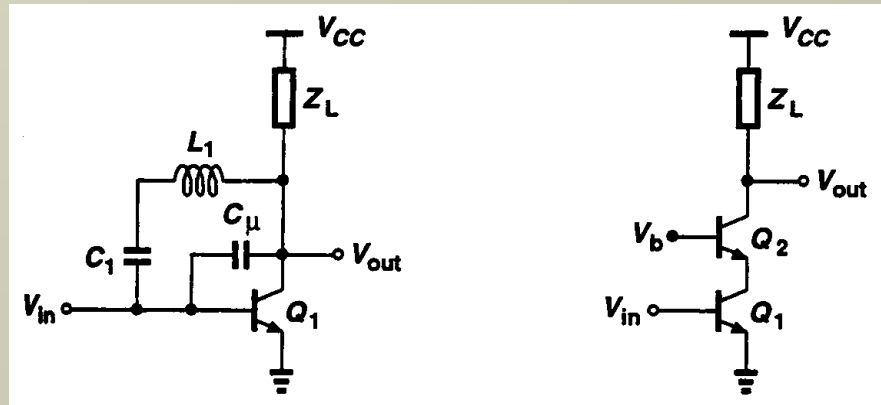 V_CC
Z_L
L_1
C_μ
C_1
V_out
V_in
Q_1
V_CC
Z_L
V_out
V_b
Q_2
V_in
Q_1